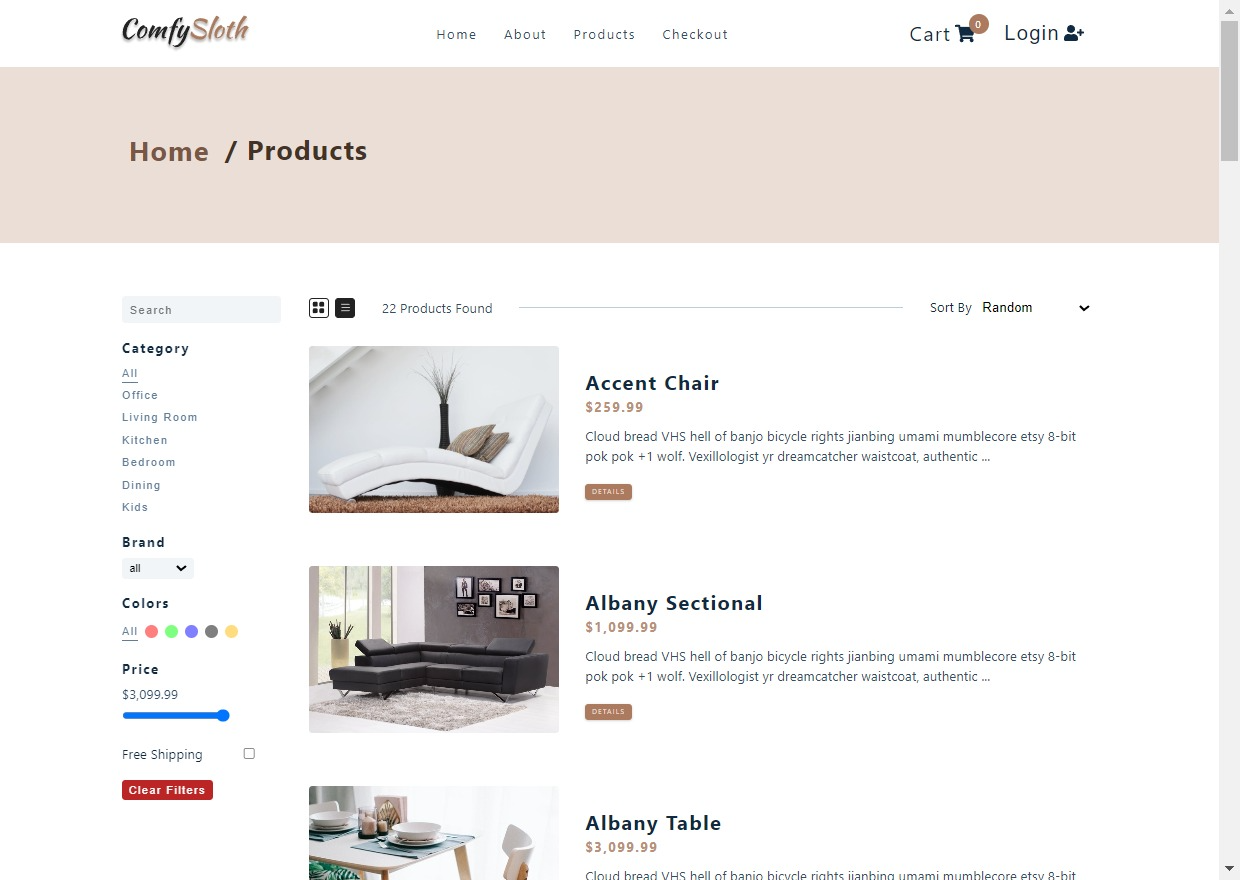 ComfySloth
Home
About
Products
Checkout
Cart
0
Login
Home / Products
Search
Category
All
Office
Living Room
Kitchen
Bedroom
Dining
Kids
Brand
all
Colors
All
Price
$3,099.99
Free Shipping
Clear Filters
22 Products Found
Sort By
Random
Accent Chair
$259.99
Cloud bread VHS hell of banjo bicycle rights jianbing umami mumblecore etsy 8-bit
pok pok +1 wolf. Vexillologist yr dreamcatcher waistcoat, authentic ...
DETAILS
Albany Sectional
$1,099.99
Cloud bread VHS hell of banjo bicycle rights jianbing umami mumblecore etsy 8-bit
pok pok +1 wolf. Vexillologist yr dreamcatcher waistcoat, authentic ...
DETAILS
Albany Table
$3,099.99
Cloud bread VHS hell of banjo bicycle rights jianbing umami mumblecore etsy 8-bit